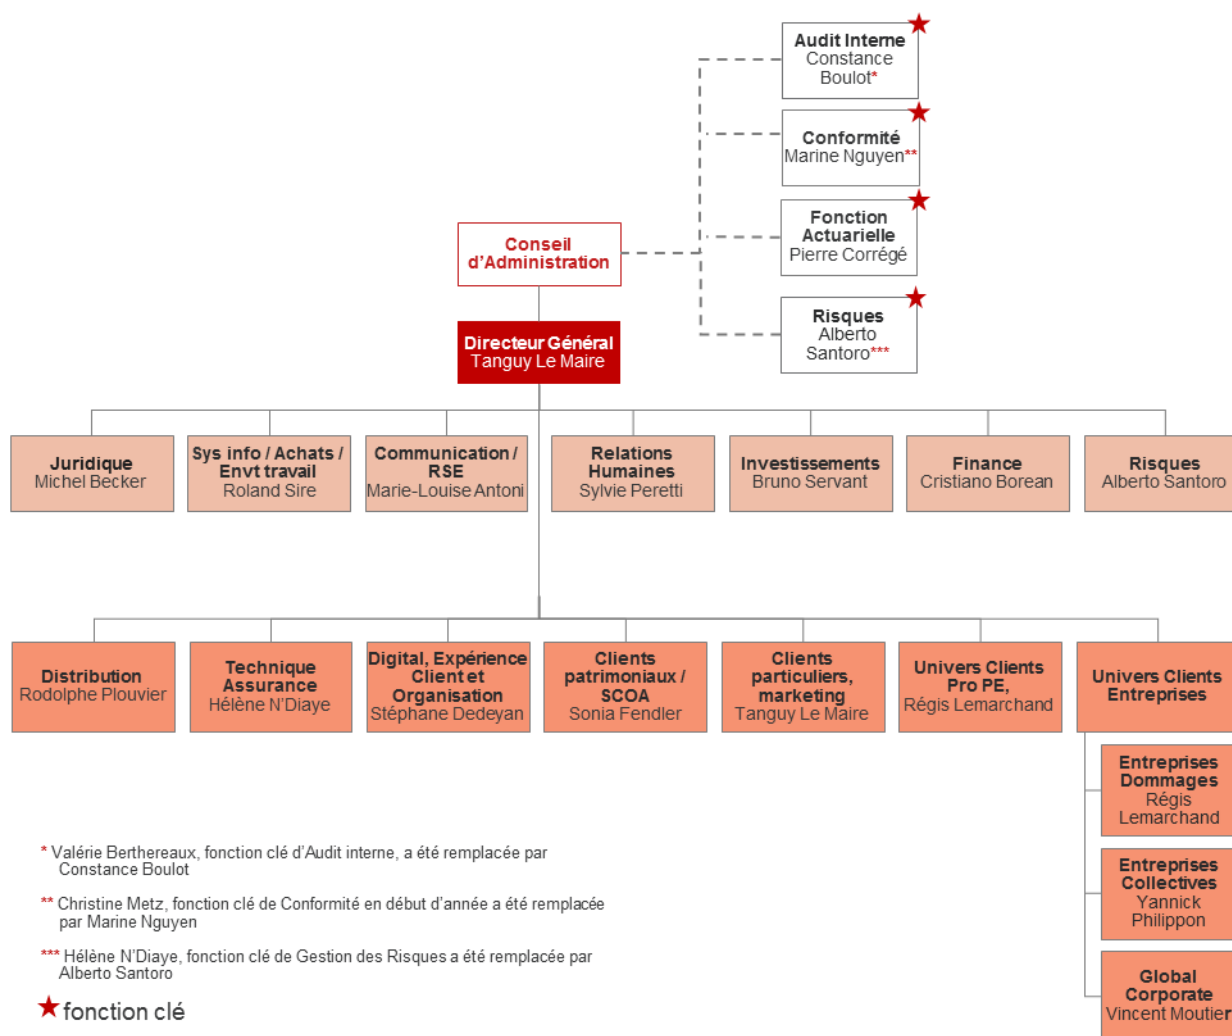 Audit Interne
Constance
Boulot*
Conformité
Marine Nguyen**
Fonction
Actuarielle
Pierre Corrégé
Risques
Alberto
Santoro***
Conseil
d'Administration
Directeur Général
Tanguy Le Maire
Juridique
Michel Becker
Sys info / Achats /
Envt travail
Roland Sire
Communication /
RSE
Marie-Louise Antoni
Relations
Humaines
Sylvie Peretti
Investissements
Bruno Servant
Finance
Cristiano Borean
Risques
Alberto Santoro
Distribution
Rodolphe Plouvier
Technique
Assurance
Hélène N'Diaye
Digital, Expérience
Client et
Organisation
Stéphane Dedeyan
Clients
patrimoniaux /
SCOA
Sonia Fendler
Clients
particuliers,
marketing
Tanguy Le Maire
Univers Clients
Pro PE,
Régis Lemarchand
Univers Clients
Entreprises
Entreprises
Dommages
Régis
Lemarchand
Entreprises
Collectives
Yannick
Philippon
Global
Corporate
Vincent Moutier
* Valérie Berthereaux, fonction clé d'Audit interne, a été remplacée par
Constance Boulot
** Christine Metz, fonction clé de Conformité en début d'année a été remplacée
par Marine Nguyen
*** Hélène N'Diaye, fonction clé de Gestion des Risques a été remplacée par
Alberto Santoro
★ fonction clé